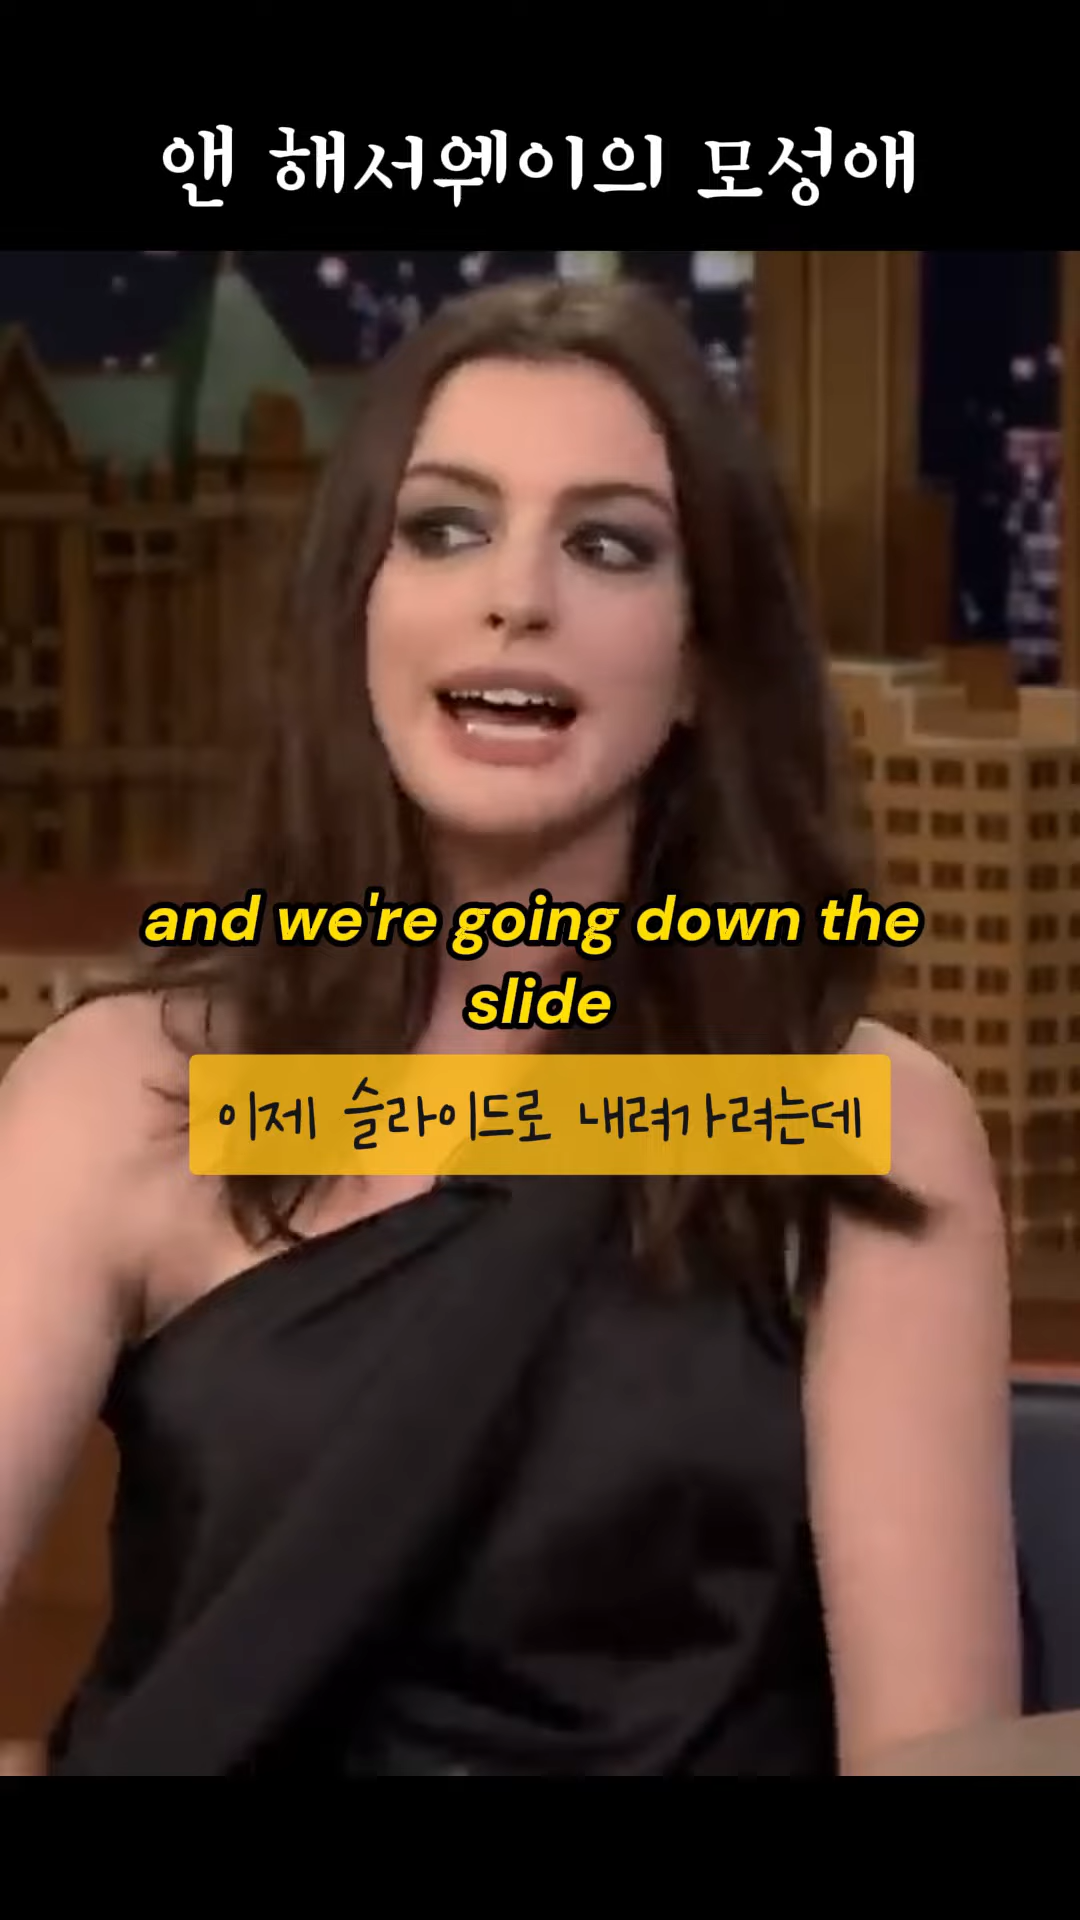 앤 해서웨이의 모성애
and we're going down the
slide
이제 슬라이드로 내려가려는데